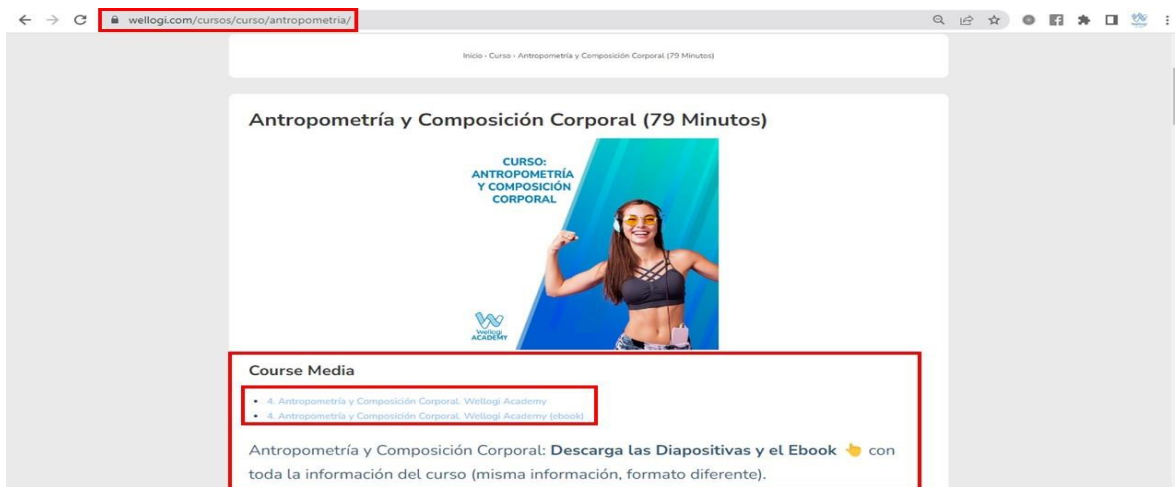 wellogi.com/cursos/curso/antropometria/
Inicio › Curso › Antropometría y Composición Corporal (79 Minutos)
Antropometría y Composición Corporal (79 Minutos)
CURSO:
ANTROPOMETRÍA
Y COMPOSICIÓN
CORPORAL
Wellogi
ACADEMY
Course Media
• 4. Antropometría y Composición Corporal. Wellogi Academy
• 4. Antropometría y Composición Corporal. Wellogi Academy (ebook)
Antropometría y Composición Corporal: Descarga las Diapositivas y el Ebook 👆 con
toda la información del curso (misma información, formato diferente).